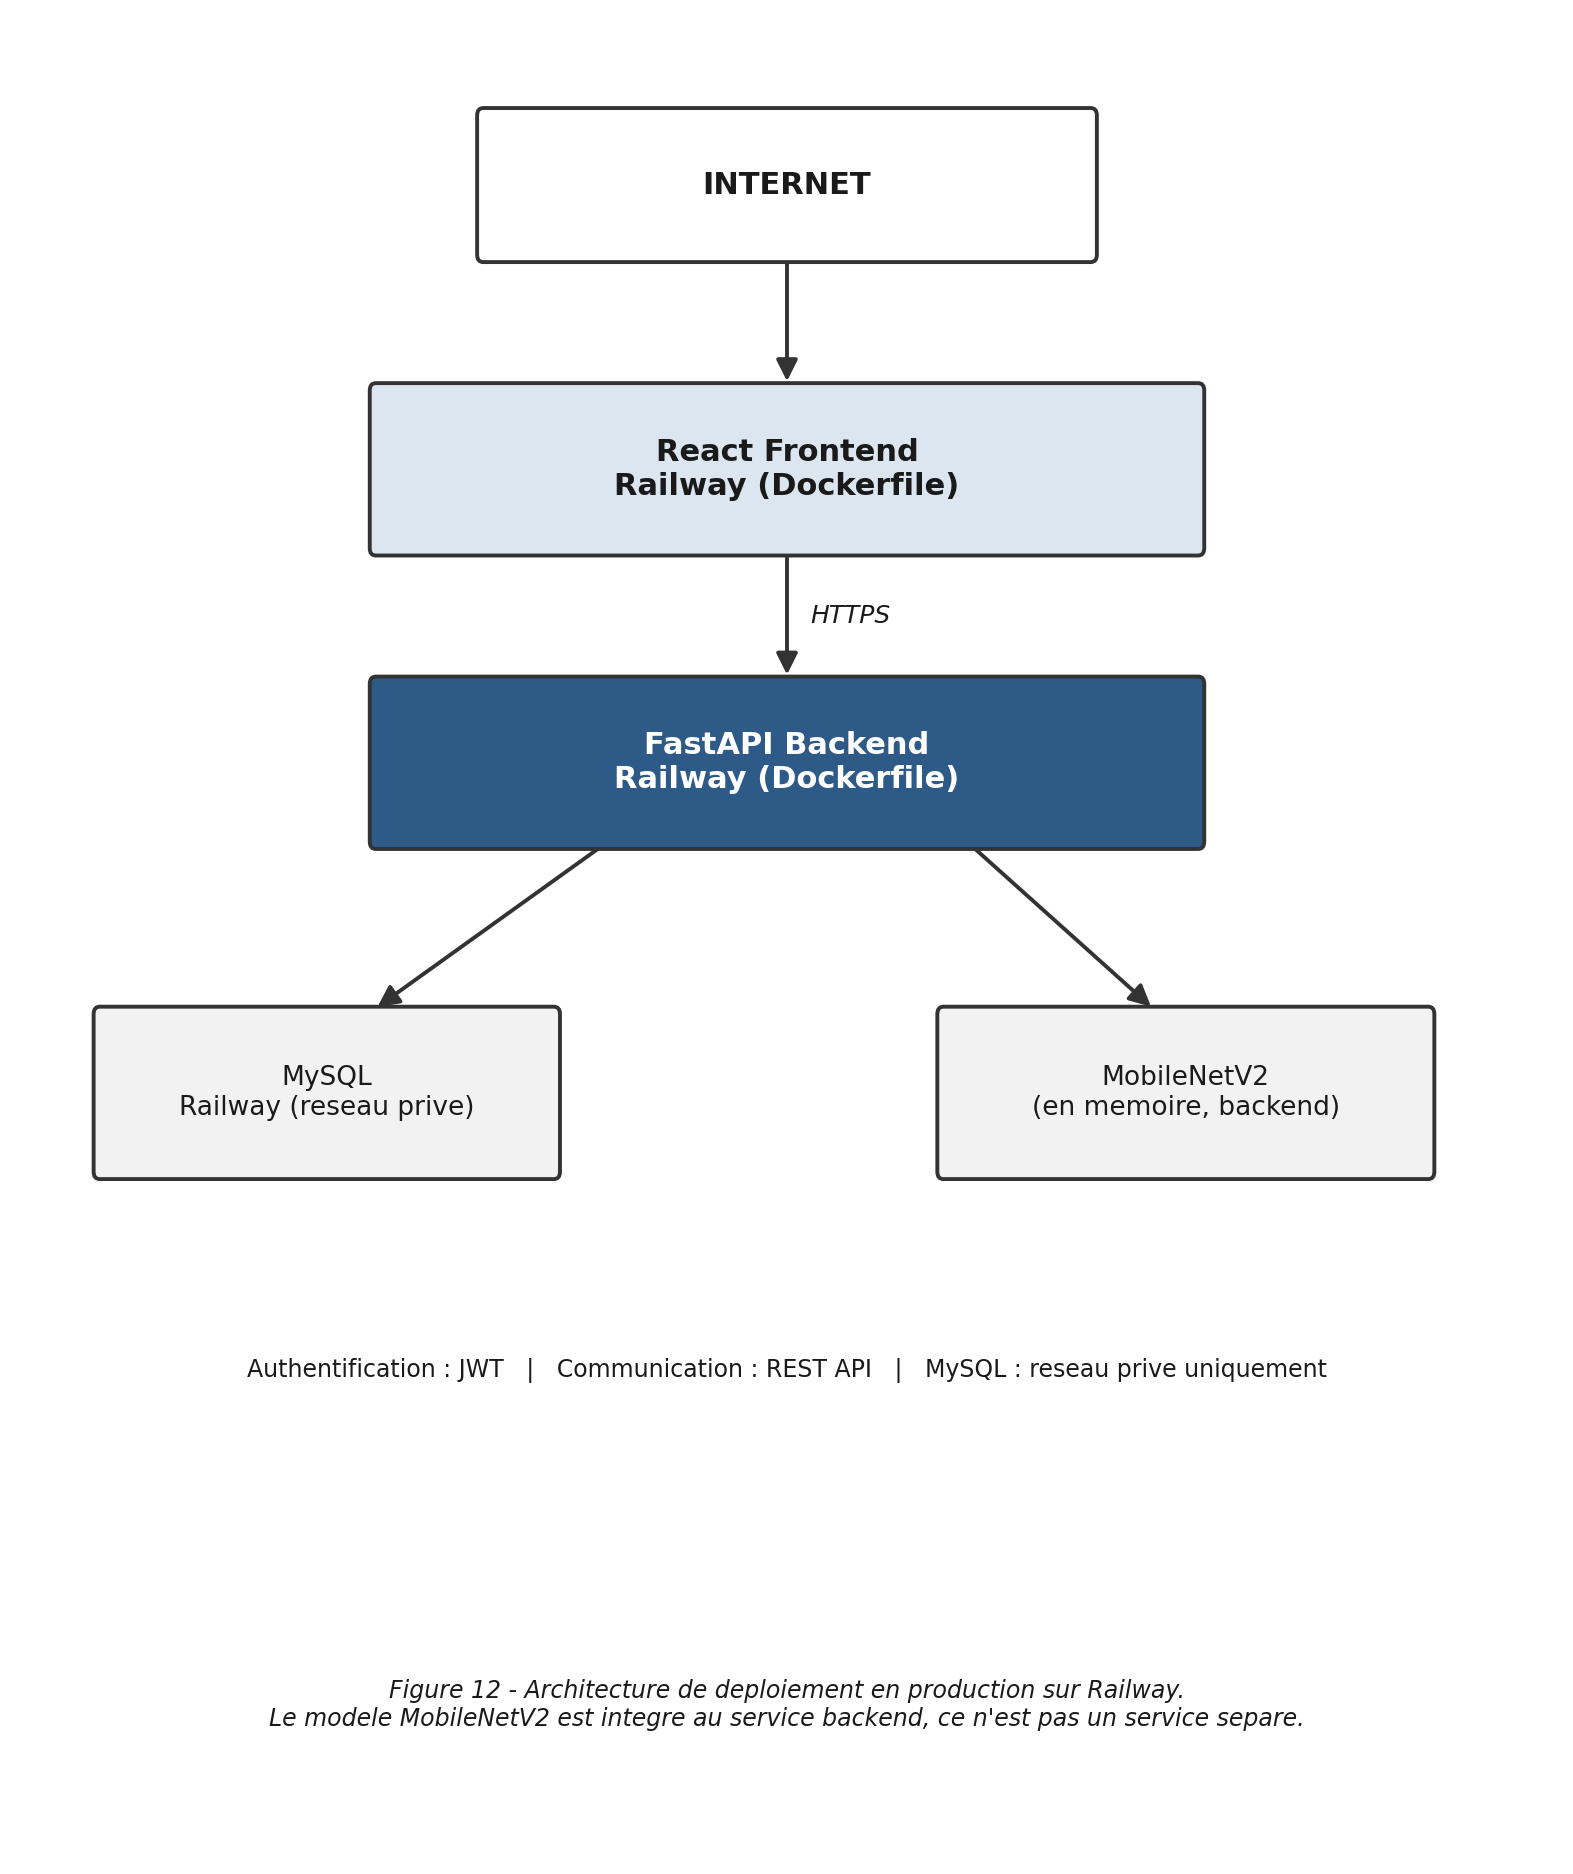 INTERNET
React Frontend
Railway (Dockerfile)
HTTPS
FastAPI Backend
Railway (Dockerfile)
MySQL
Railway (reseau prive)
MobileNetV2
(en memoire, backend)
Authentification : JWT | Communication : REST API | MySQL : reseau prive uniquement
Figure 12 - Architecture de deploiement en production sur Railway.
Le modele MobileNetV2 est integre au service backend, ce n'est pas un service separe.